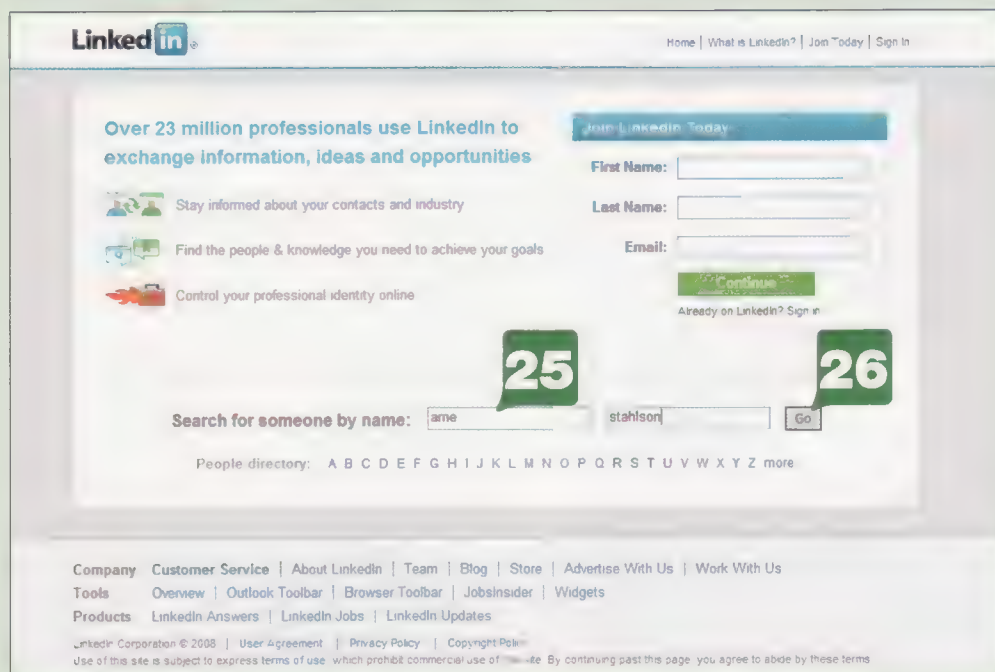 Linked in ®
Home | What is LinkedIn? | Join Today | Sign In
Over 23 million professionals use LinkedIn to
exchange information, ideas and opportunities
Stay informed about your contacts and industry
Find the people & knowledge you need to achieve your goals
Control your professional identity online
Join LinkedIn Today
First Name:
Last Name:
Email:
Continue
Already on LinkedIn? Sign in
25
26
Search for someone by name: arne stahlson Go
People directory: A B C D E F G H I J K L M N O P Q R S T U V W X Y Z more
Company Customer Service | About LinkedIn | Team | Blog | Store | Advertise With Us | Work With Us
Tools Overview | Outlook Toolbar | Browser Toolbar | JobsInsider | Widgets
Products LinkedIn Answers | LinkedIn Jobs | LinkedIn Updates
LinkedIn Corporation © 2008 | User Agreement | Privacy Policy | Copyright Policy
Use of this site is subject to express terms of use which prohibit commercial use of site By continuing past this page you agree to abide by these terms